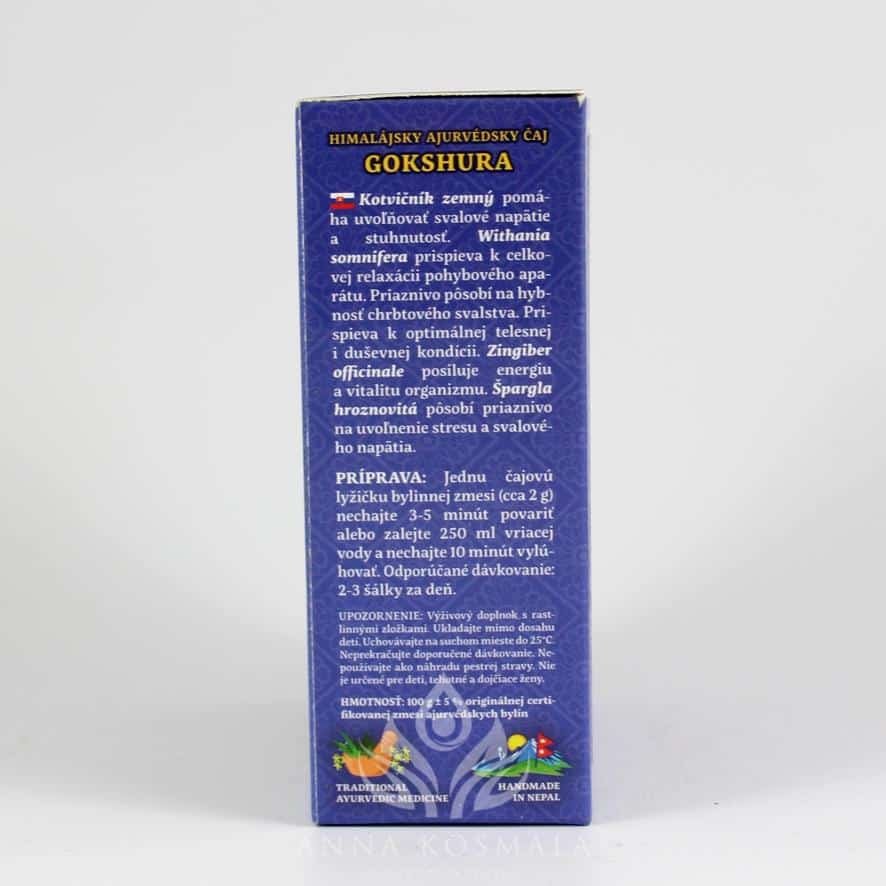 HIMALÁJSKY AJURVÉDSKY ČAJ
GOKSHURA
Kotvičník zemný pomá-
ha uvoľňovať svalové napätie
a stuhnutosť. Withania
somnifera prispieva k celko-
vej relaxácii pohybového apa-
rátu. Priaznivo pôsobí na hyb-
nosť chrbtového svalstva. Pri-
spieva k optimálnej telesnej
i duševnej kondícii. Zingiber
officinale posiluje energiu
a vitalitu organizmu. Špargla
hroznovitá pôsobí priaznivo
na uvoľnenie stresu a svalové-
ho napätia.
PRÍPRAVA: Jednu čajovú
lyžičku bylinnej zmesi (cca 2 g)
nechajte 3-5 minút povariť
alebo zalejte 250 ml vriacej
vody a nechajte 10 minút vylú-
hovať. Odporúčané dávkovanie:
2-3 šálky za deň.
UPOZORNENIE: Výživový doplnok s rast-
linnými zložkami. Ukladajte mimo dosahu
detí. Uchovávajte na suchom mieste do 25°C.
Neprekračujte doporučené dávkovanie. Ne-
používajte ako náhradu pestrej stravy. Nie
je určené pre deti, tehotné a dojčiace ženy.
HMOTNOSŤ: 100 g ± 5 % originálnej certi-
fikovanej zmesi ajurvédskych bylín
TRADITIONAL
AYURVEDIC MEDICINE
HANDMADE
IN NEPAL
ANNA KOSMALA
GROUP